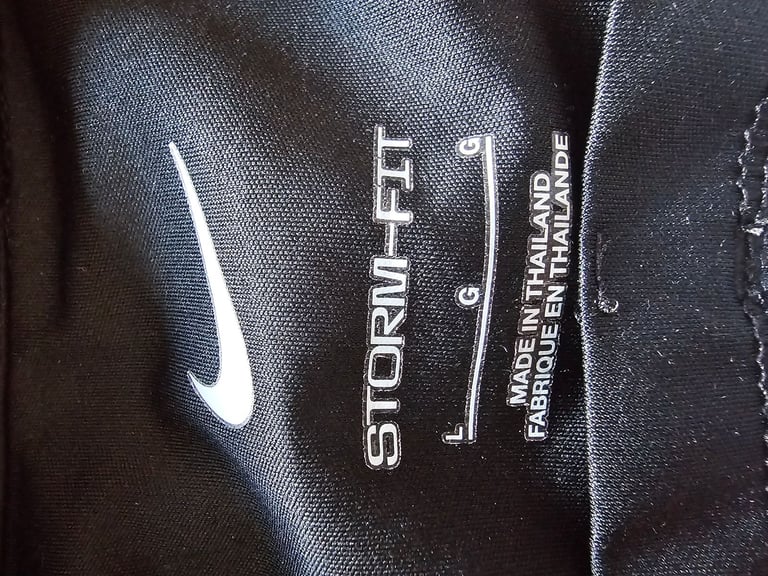 STORM-FIT
L G G
MADE IN THAILAND
FABRIQUE EN THAILANDE